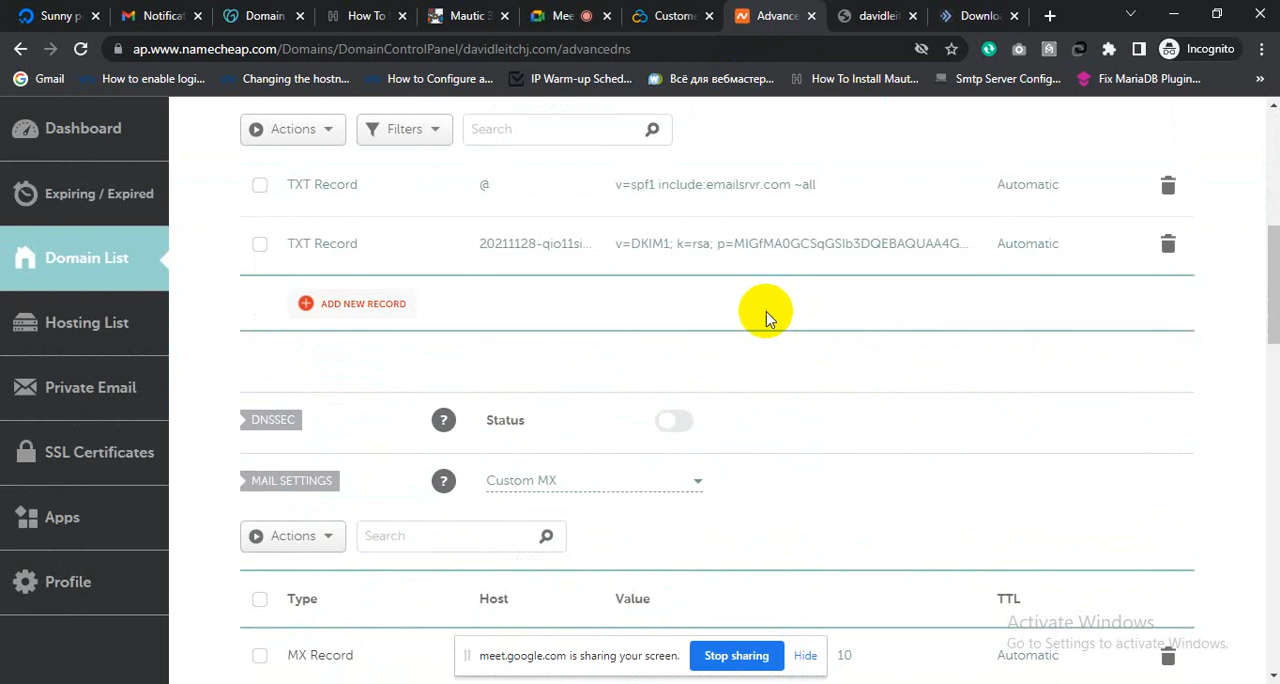 Sunny p
Notificat
Domain
How To
Mautic 3
Mee
Custome
Advance
davidleit
Downlo
ap.www.namecheap.com/Domains/DomainControlPanel/davidleitchj.com/advancedns
Incognito
Gmail
How to enable logi...
Changing the hostn...
How to Configure a...
IP Warm-up Sched...
Всё для вебмастер...
How To Install Maut...
Smtp Server Config...
Fix MariaDB Plugin...
»
Dashboard
Expiring / Expired
Domain List
Hosting List
Private Email
SSL Certificates
Apps
Profile
Actions
Filters
Search
TXT Record @ v=spf1 include:emailsrvr.com ~all Automatic
TXT Record 20211128-qio11si... v=DKIM1; k=rsa; p=MIGfMA0GCSqGSIb3DQEBAQUAA4G... Automatic
ADD NEW RECORD
DNSSEC ? Status
MAIL SETTINGS ? Custom MX
Actions
Search
Type Host Value TTL
MX Record 10 Automatic
meet.google.com is sharing your screen. Stop sharing Hide
Activate Windows
Go to Settings to activate Windows.